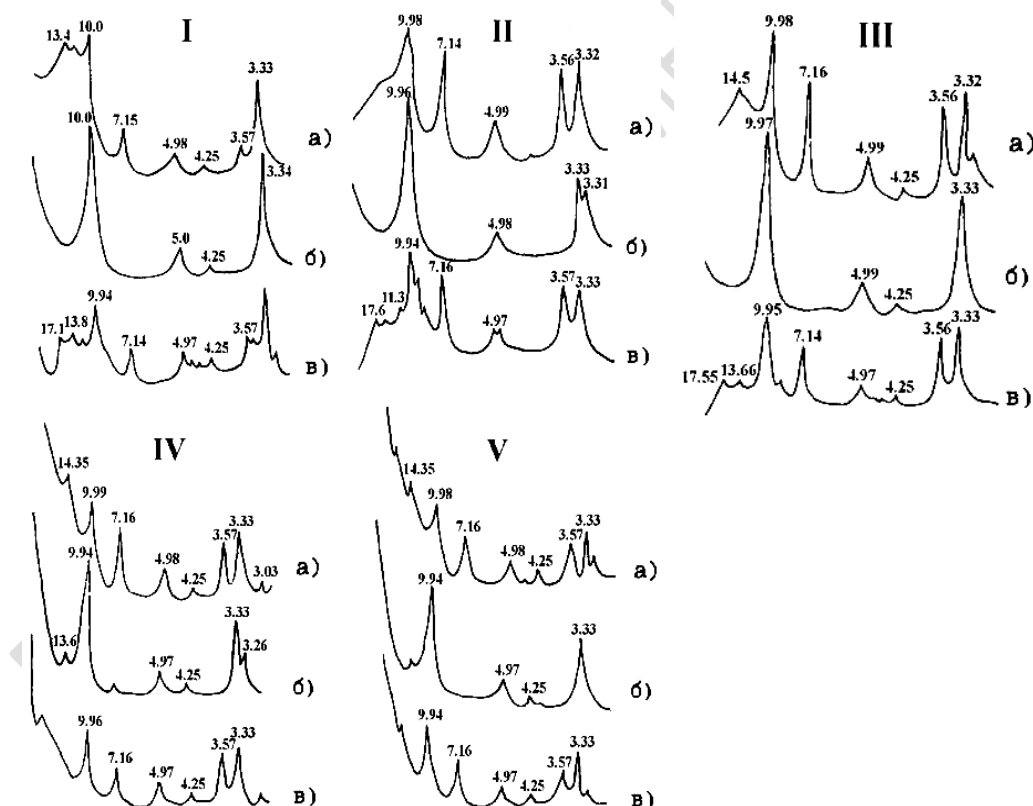 I
13.4 10.0
7.15 4.98 4.25 3.57 3.33 а)
10.0 5.0 4.25 3.34 б)
17.1 13.8 9.94 7.14 4.97 4.25 3.57 в)
II
9.98 7.14 4.99 3.56 3.32 а)
9.96 4.98 3.33 3.31 б)
17.6 11.3 9.94 7.16 4.97 3.57 3.33 в)
III
14.5 9.98 7.16 4.99 4.25 3.56 3.32 а)
9.97 4.99 4.25 3.33 б)
17.55 13.66 9.95 7.14 4.97 4.25 3.56 3.33 в)
IV
14.35 9.99 7.16 4.98 4.25 3.57 3.33 3.03 а)
13.6 9.94 4.97 4.25 3.33 3.26 б)
9.96 7.16 4.97 4.25 3.57 3.33 в)
V
14.35 9.98 7.16 4.98 4.25 3.57 3.33 а)
9.94 4.97 4.25 3.33 б)
9.94 7.16 4.97 4.25 3.57 3.33 в)